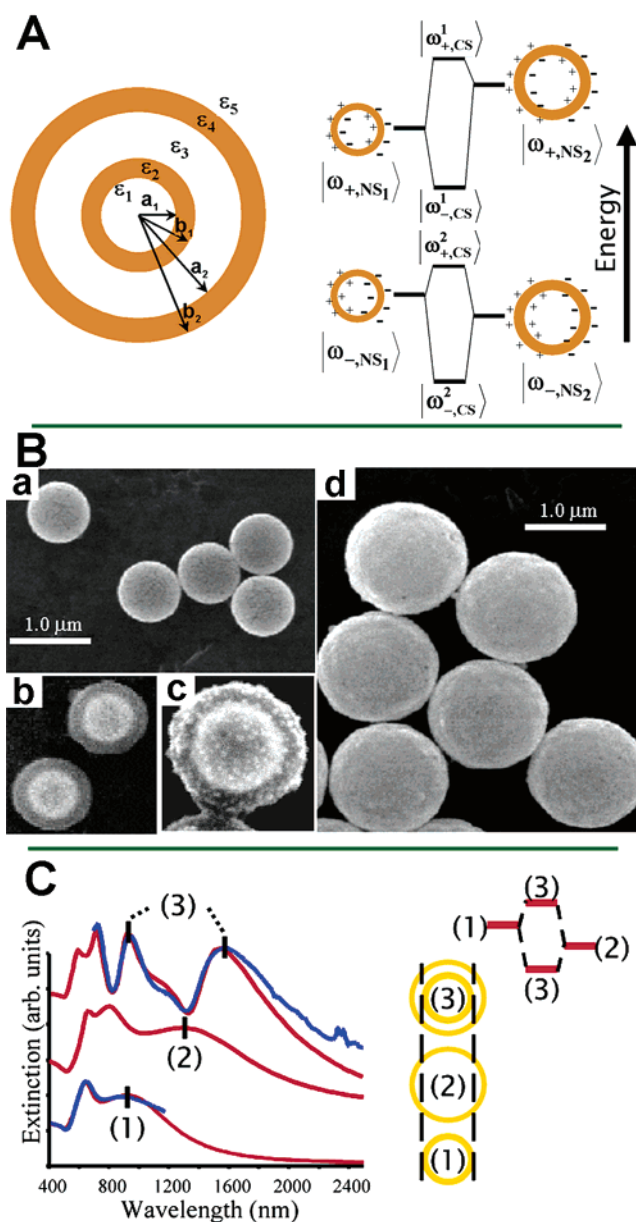 A
ε5
ε4
ε3
ε2
ε1
a1
b1
a2
b2
|ω+,NS1⟩
|ω1+,CS⟩
|ω1−,CS⟩
|ω+,NS2⟩
|ω−,NS1⟩
|ω2+,CS⟩
|ω2−,CS⟩
|ω−,NS2⟩
Energy
B
a
1.0 μm
b
c
d
1.0 μm
C
Extinction (arb. units)
(3)
(2)
(1)
400 800 1200 1600 2000 2400
Wavelength (nm)
(3)
(1)
(2)
(3)
(3)
(2)
(1)